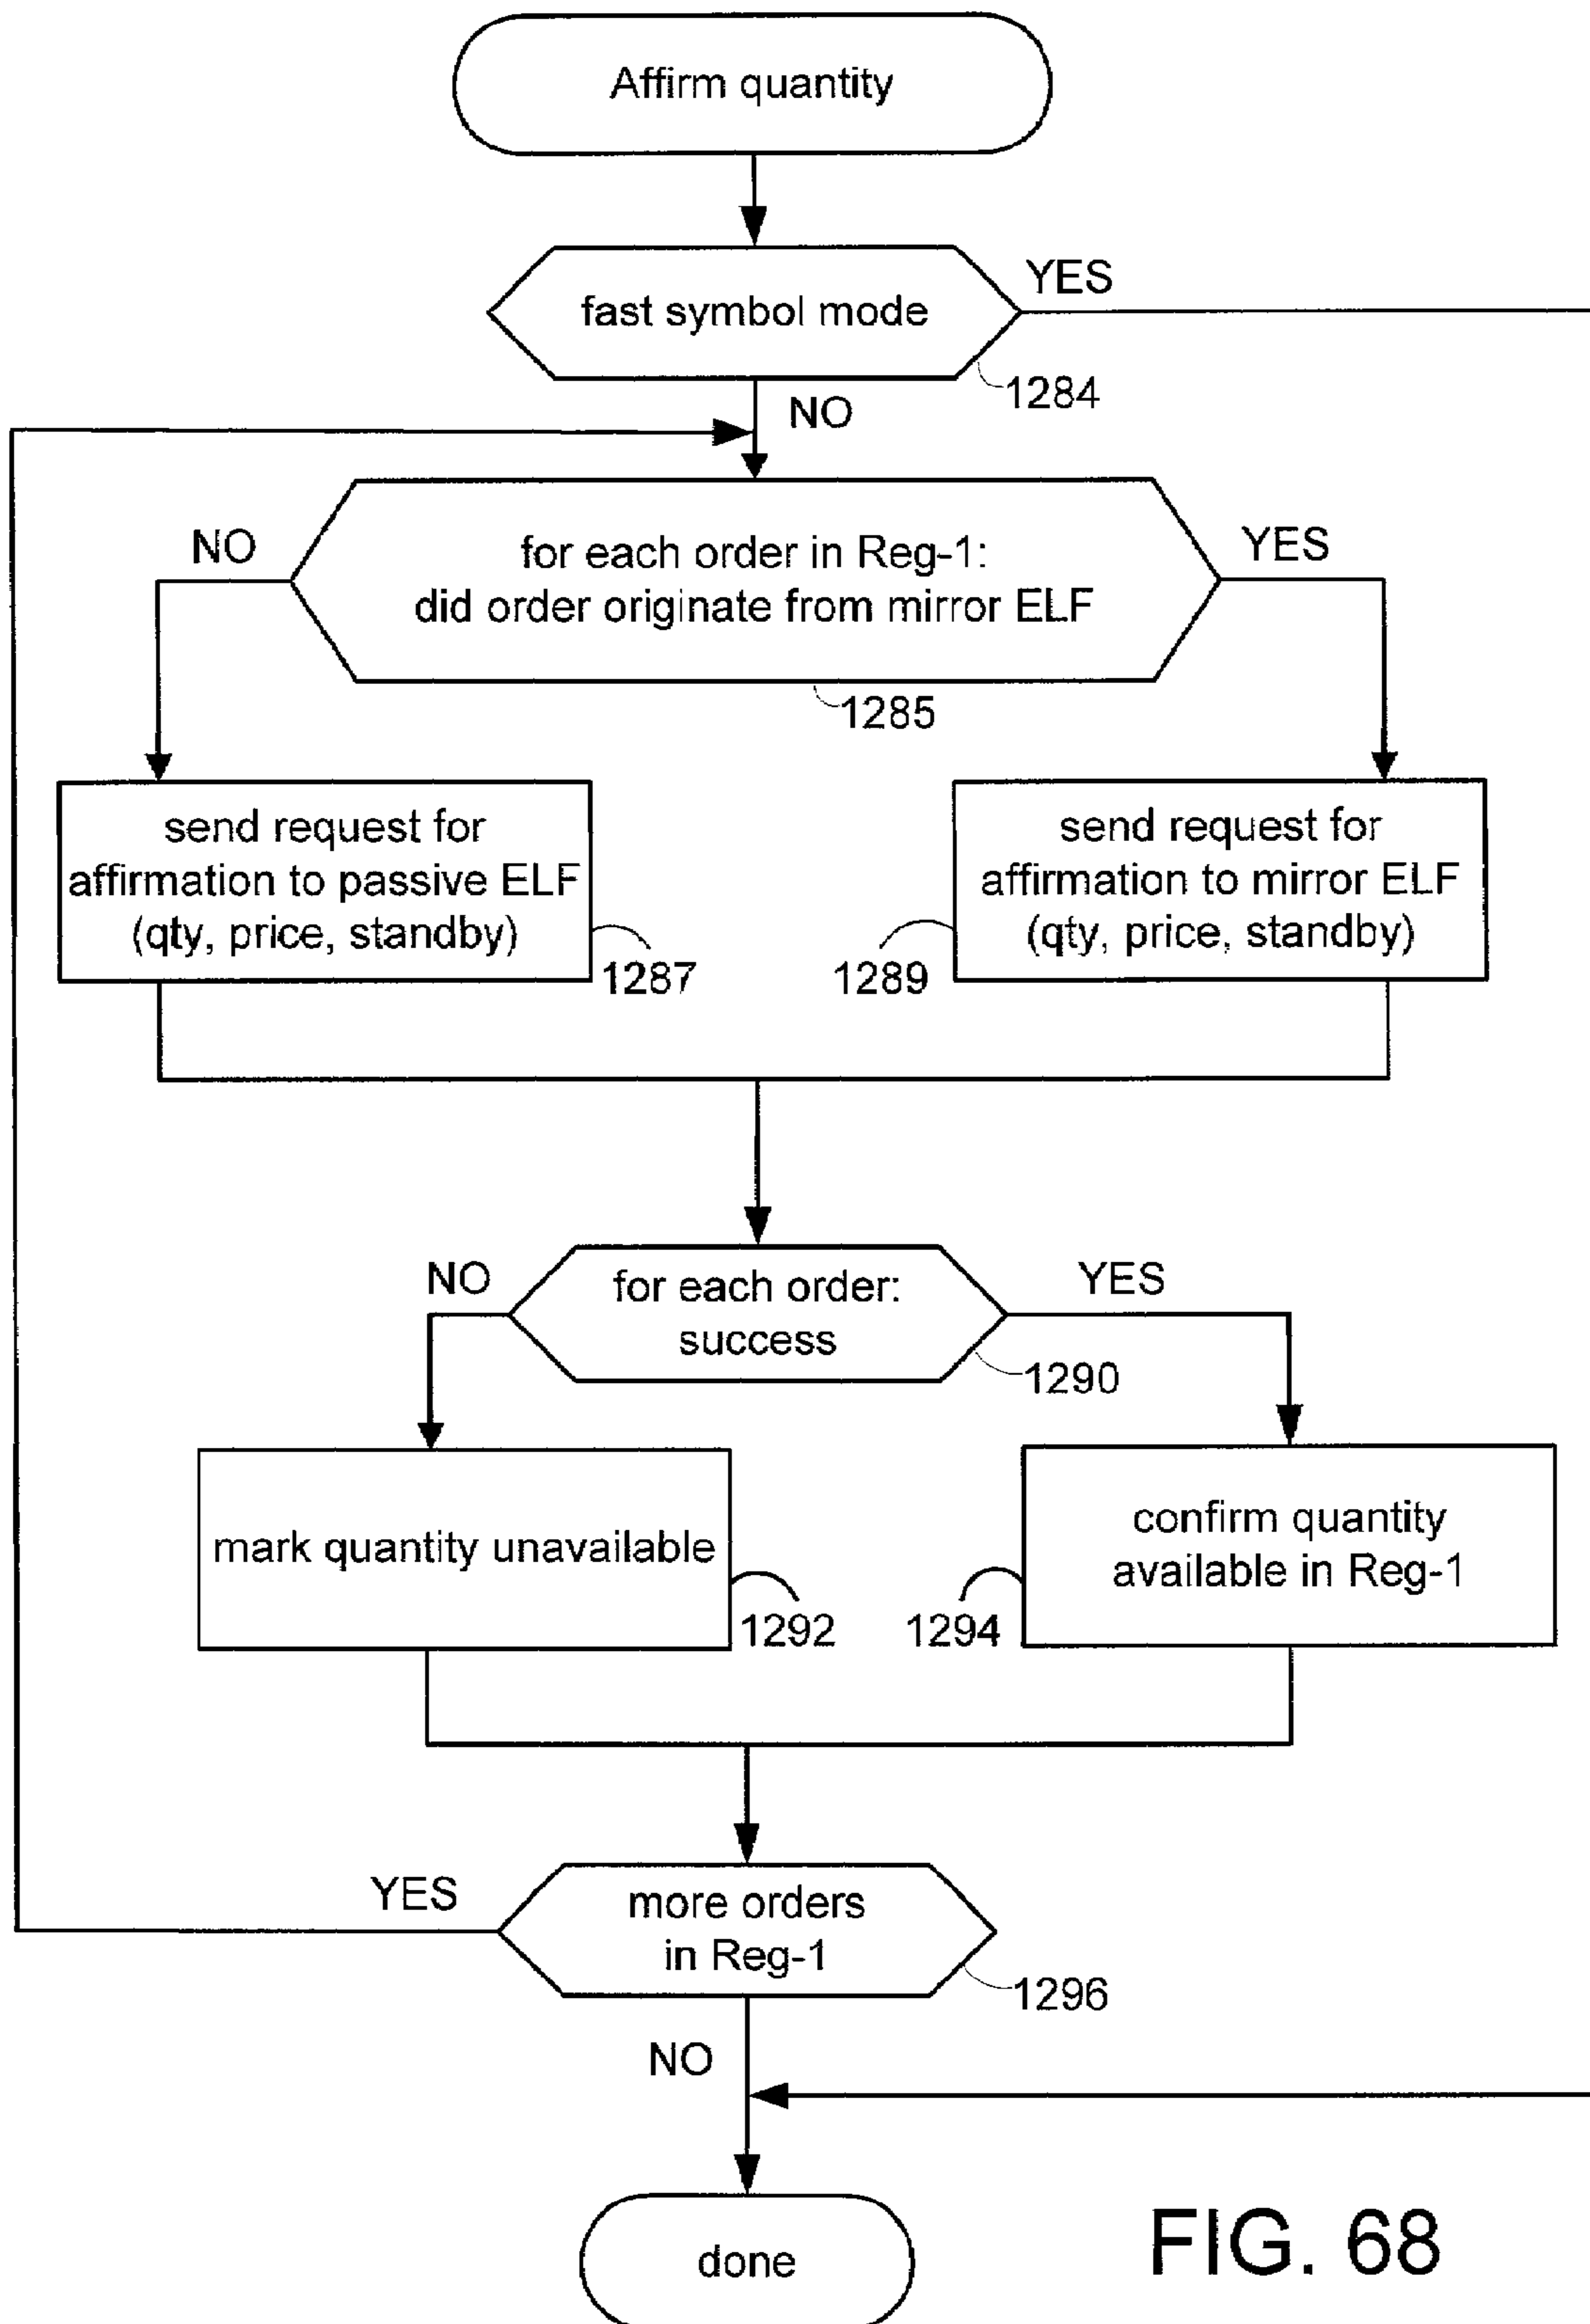 Affirm quantity
fast symbol mode
YES
1284
NO
for each order in Reg-1:
did order originate from mirror ELF
NO
YES
1285
send request for
affirmation to passive ELF
(qty, price, standby)
1287
send request for
affirmation to mirror ELF
(qty, price, standby)
1289
for each order:
success
NO
YES
1290
mark quantity unavailable
1292
confirm quantity
available in Reg-1
1294
more orders
in Reg-1
YES
1296
NO
done
FIG. 68